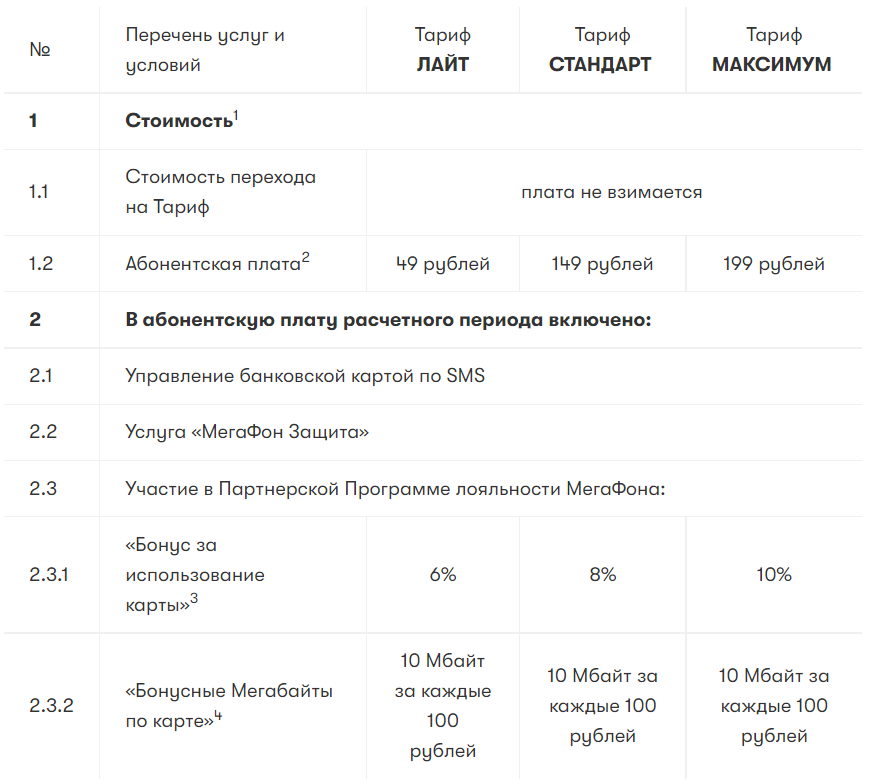 №
Перечень услуг и
условий
Тариф
ЛАЙТ
Тариф
СТАНДАРТ
Тариф
МАКСИМУМ
1
Стоимость¹
1.1
Стоимость перехода
на Тариф
плата не взимается
1.2
Абонентская плата²
49 рублей
149 рублей
199 рублей
2
В абонентскую плату расчетного периода включено:
2.1
Управление банковской картой по SMS
2.2
Услуга «МегаФон Защита»
2.3
Участие в Партнерской Программе лояльности МегаФона:
2.3.1
«Бонус за
использование
карты»³
6%
8%
10%
2.3.2
«Бонусные Мегабайты
по карте»⁴
10 Мбайт
за каждые
100
рублей
10 Мбайт за
каждые 100
рублей
10 Мбайт за
каждые 100
рублей